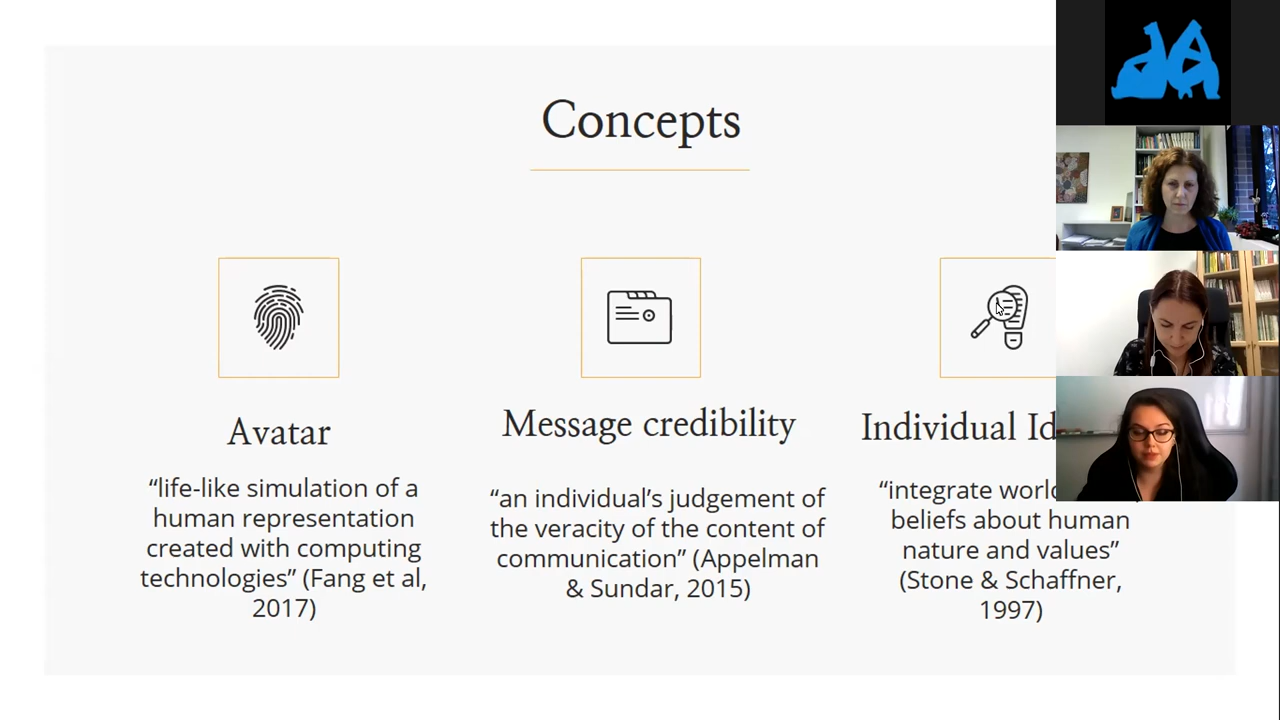 Concepts
Avatar
“life-like simulation of a
human representation
created with computing
technologies” (Fang et al,
2017)
Message credibility
“an individual’s judgement of
the veracity of the content of
communication” (Appelman
& Sundar, 2015)
Individual
“integrate
beliefs about human
nature and values”
(Stone & Schaffner,
1997)